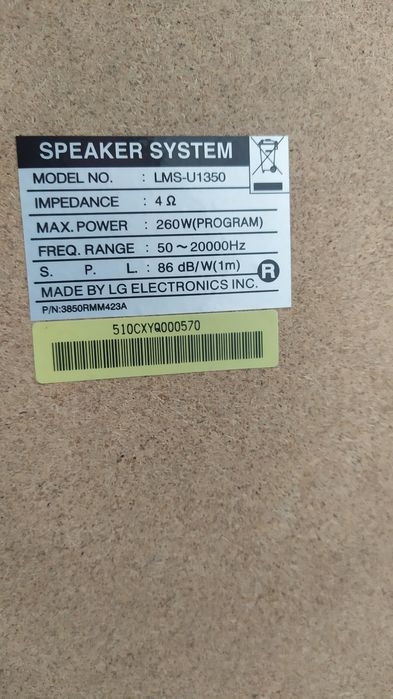 SPEAKER SYSTEM
MODEL NO. : LMS-U1350
IMPEDANCE : 4 Ω
MAX. POWER : 260W(PROGRAM)
FREQ. RANGE : 50 ~ 20000Hz
S. P. L. : 86 dB/W(1m) R
MADE BY LG ELECTRONICS INC.
P/N:3850RMM423A
510CXYQ000570